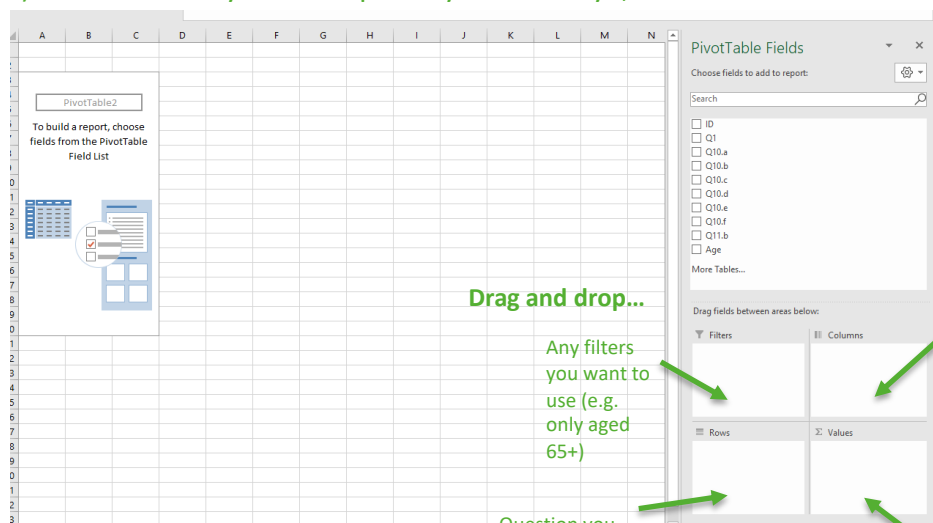 A B C D E F G H I J K L M N
PivotTable2
To build a report, choose
fields from the PivotTable
Field List
PivotTable Fields
Choose fields to add to report:
Search
ID
Q1
Q10.a
Q10.b
Q10.c
Q10.d
Q10.e
Q10.f
Q11.b
Age
More Tables...
Drag and drop...
Drag fields between areas below:
Filters
Columns
Any filters
you want to
use (e.g.
only aged
65+)
Rows
Σ Values
Question you